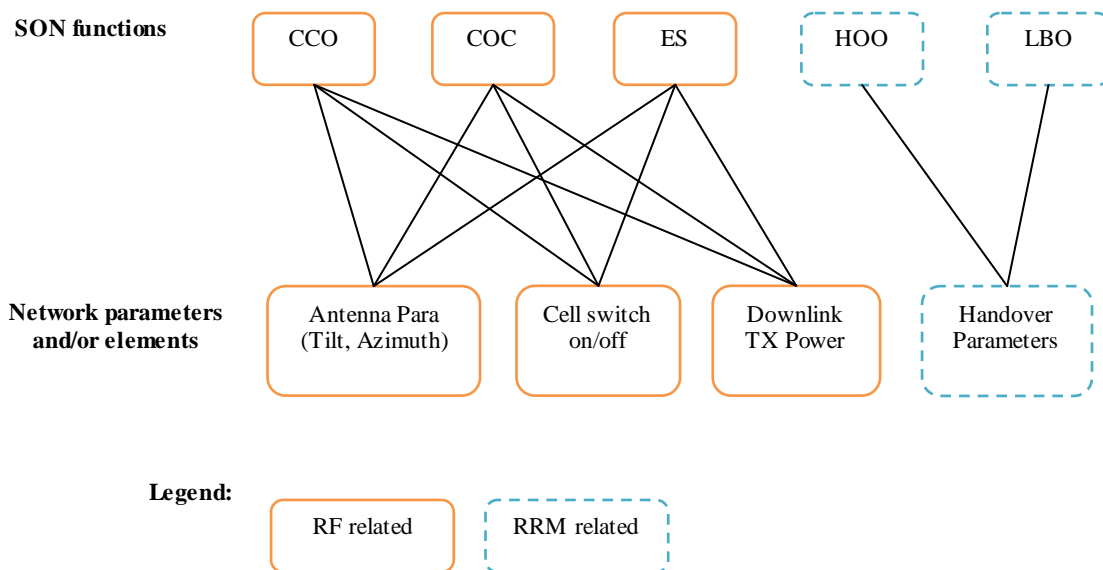 SON functions
CCO
COC
ES
HOO
LBO
Network parameters
and/or elements
Antenna Para
(Tilt, Azimuth)
Cell switch
on/off
Downlink
TX Power
Handover
Parameters
Legend:
RF related
RRM related